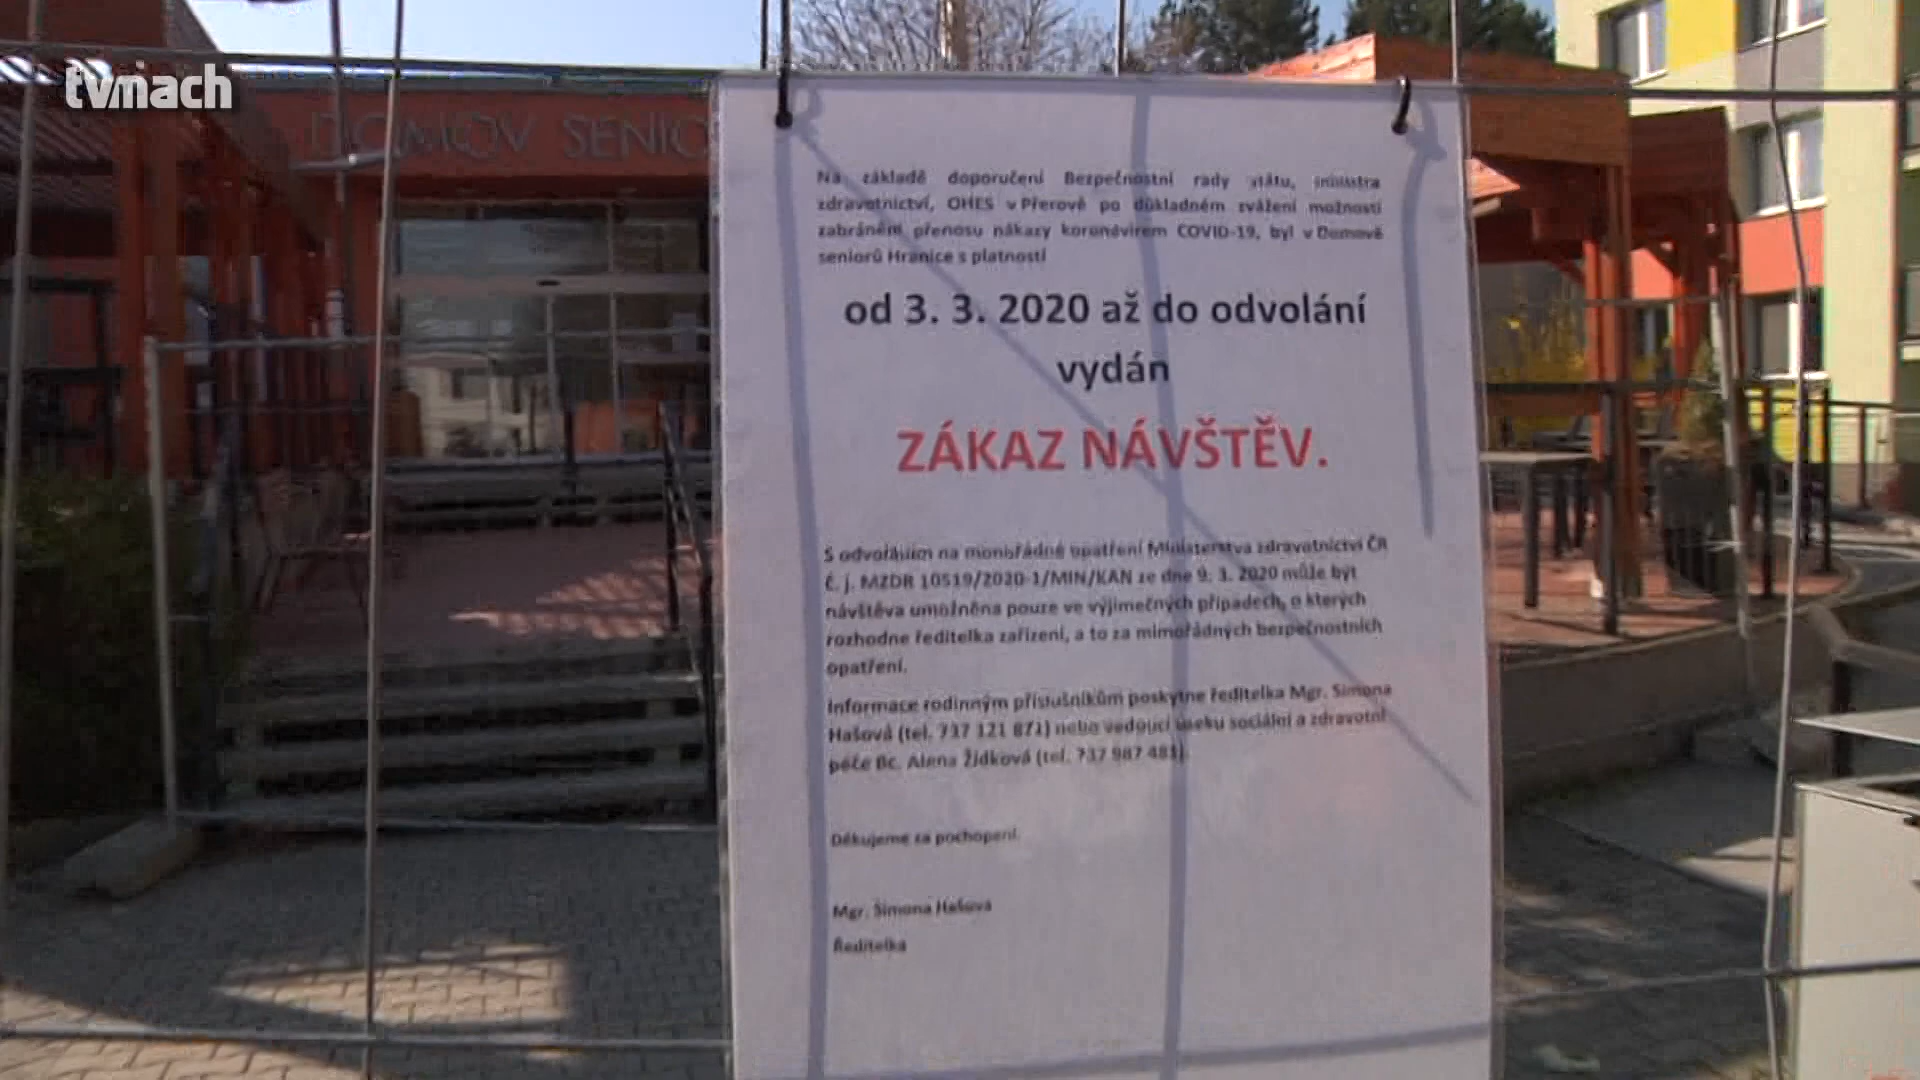 tvmach
DOMOV SENIO
Na základě doporučení Bezpečnostní rady státu, ministra
zdravotnictví, OHES v Přerově po důkladném zvážení možností
zabránění přenosu nákazy koronavirem COVID-19, byl v Domově
seniorů Hranice s platností
od 3. 3. 2020 až do odvolání
vydán
ZÁKAZ NÁVŠTĚV.
S odvoláním na mimořádné opatření Ministerstva zdravotnictví ČR
Č. j. MZDR 10519/2020-1/MIN/KAN ze dne 9. 3. 2020 může být
návštěva umožněna pouze ve výjimečných případech, o kterých
rozhodne ředitelka zařízení, a to za mimořádných bezpečnostních
opatření.
Informace rodinným příslušníkům poskytne ředitelka Mgr. Simona
Hašová (tel. 737 121 871) nebo vedoucí úseku sociální a zdravotní
péče Bc. Alena Židková (tel. 737 987 483).
Děkujeme za pochopení.
Mgr. Simona Hašová
Ředitelka